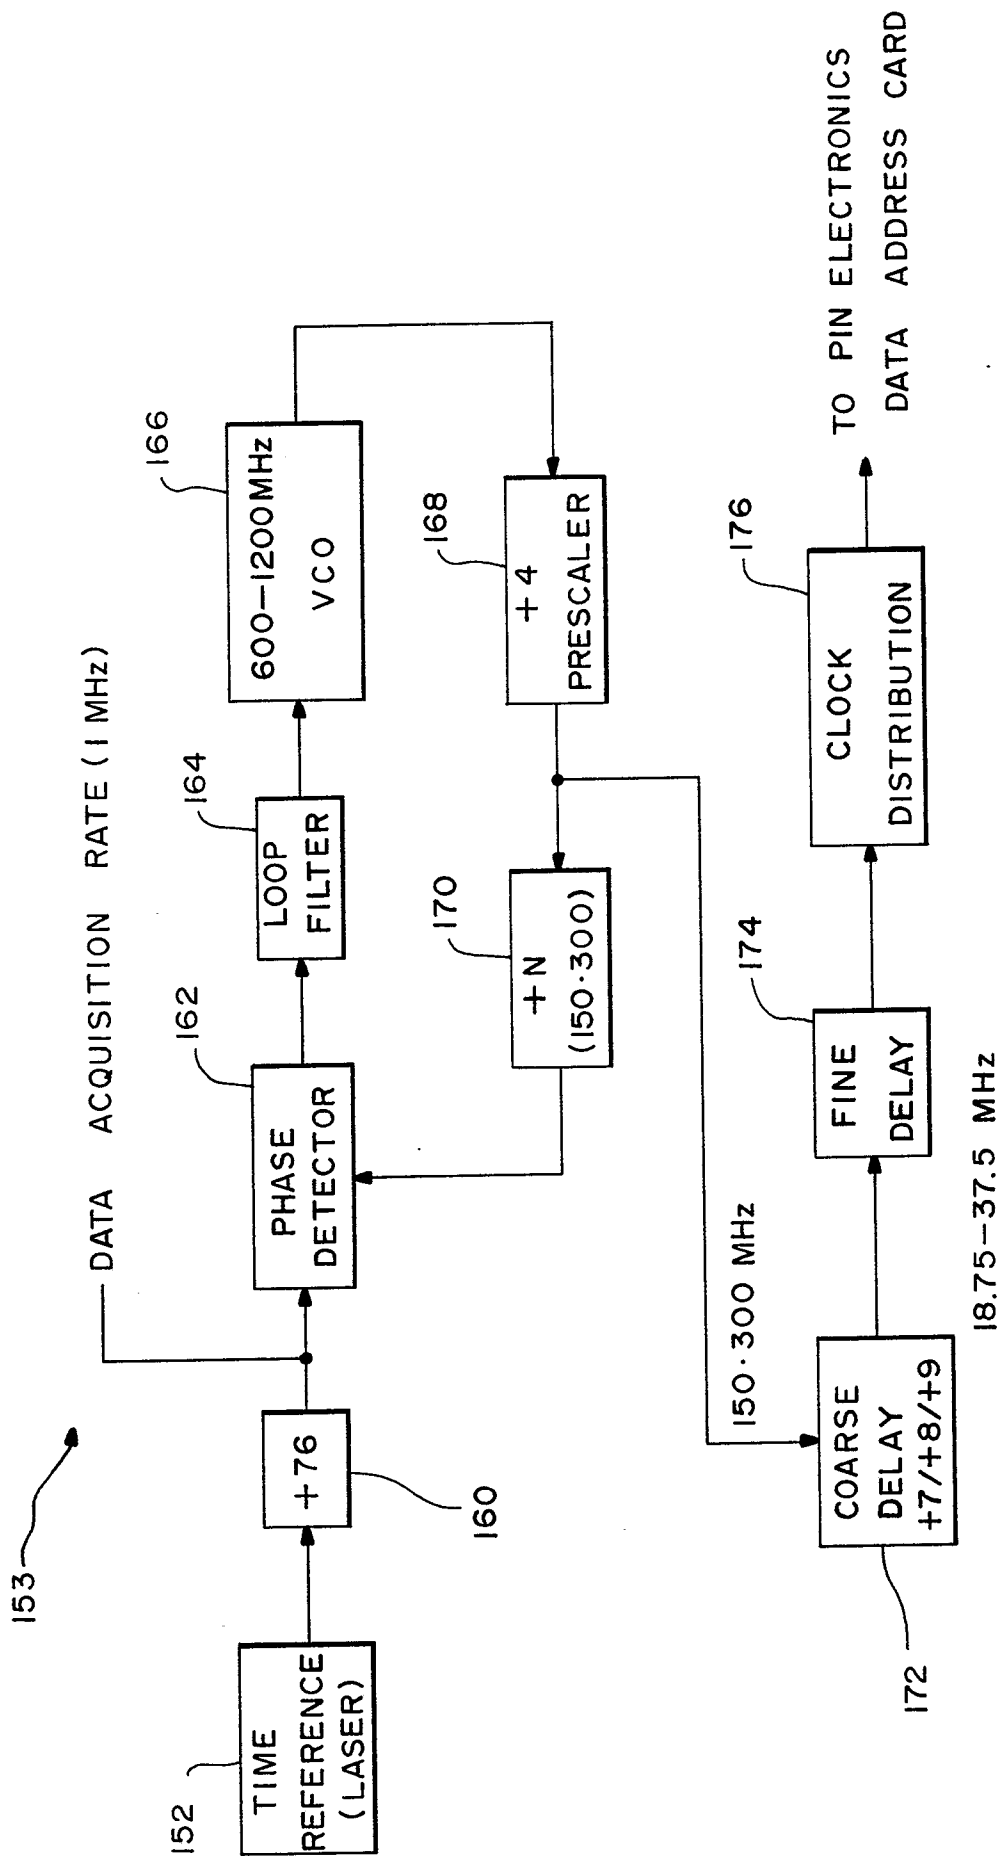 153
DATA ACQUISITION RATE (1 MHz)
152
TIME
REFERENCE
(LASER)
+76
160
162
PHASE
DETECTOR
164
LOOP
FILTER
166
600-1200MHz
VCO
168
+4
PRESCALER
170
+N
(150·300)
150·300 MHz
172
COARSE
DELAY
+7/+8/+9
174
FINE
DELAY
18.75-37.5 MHz
176
CLOCK
DISTRIBUTION
TO PIN ELECTRONICS
DATA ADDRESS CARD